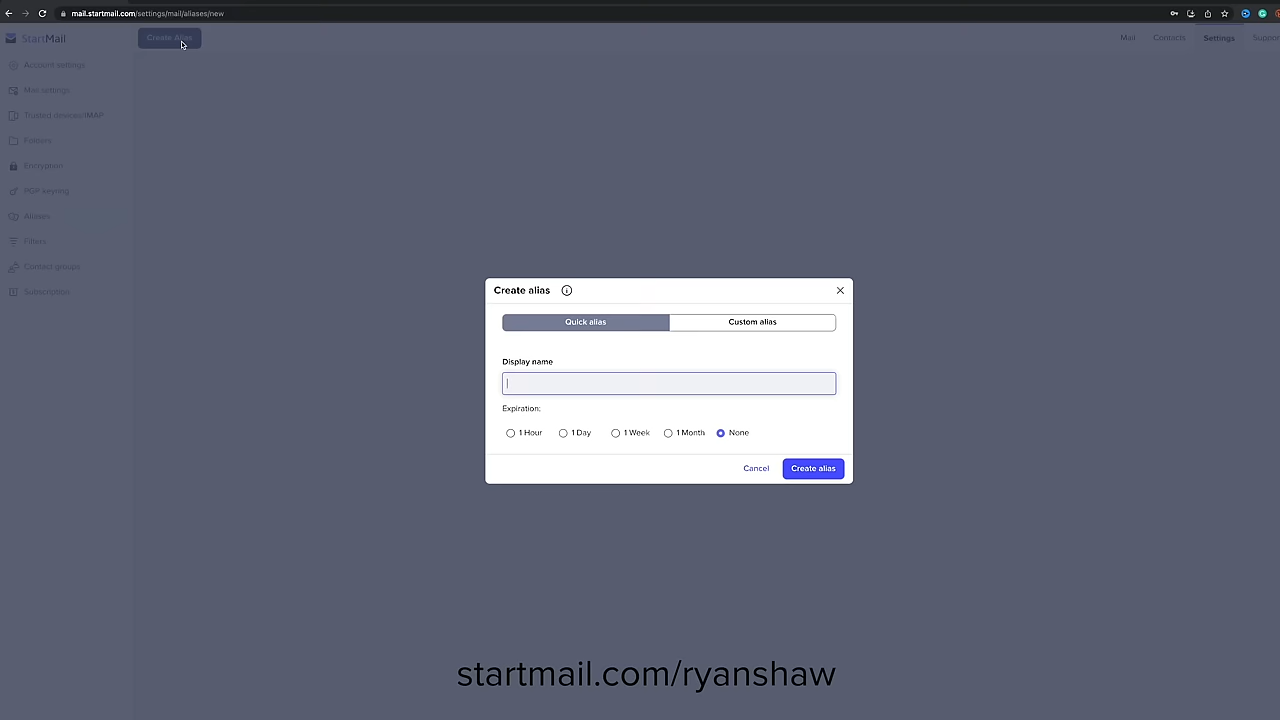 mail.startmail.com/settings/mail/aliases/new
StartMail
Create Alias
Mail
Contacts
Settings
Support
Account settings
Mail settings
Trusted devices/IMAP
Folders
Encryption
PGP keyring
Aliases
Filters
Contact groups
Subscription
Create alias
Quick alias
Custom alias
Display name
Expiration:
1 Hour
1 Day
1 Week
1 Month
None
Cancel
Create alias
startmail.com/ryanshaw